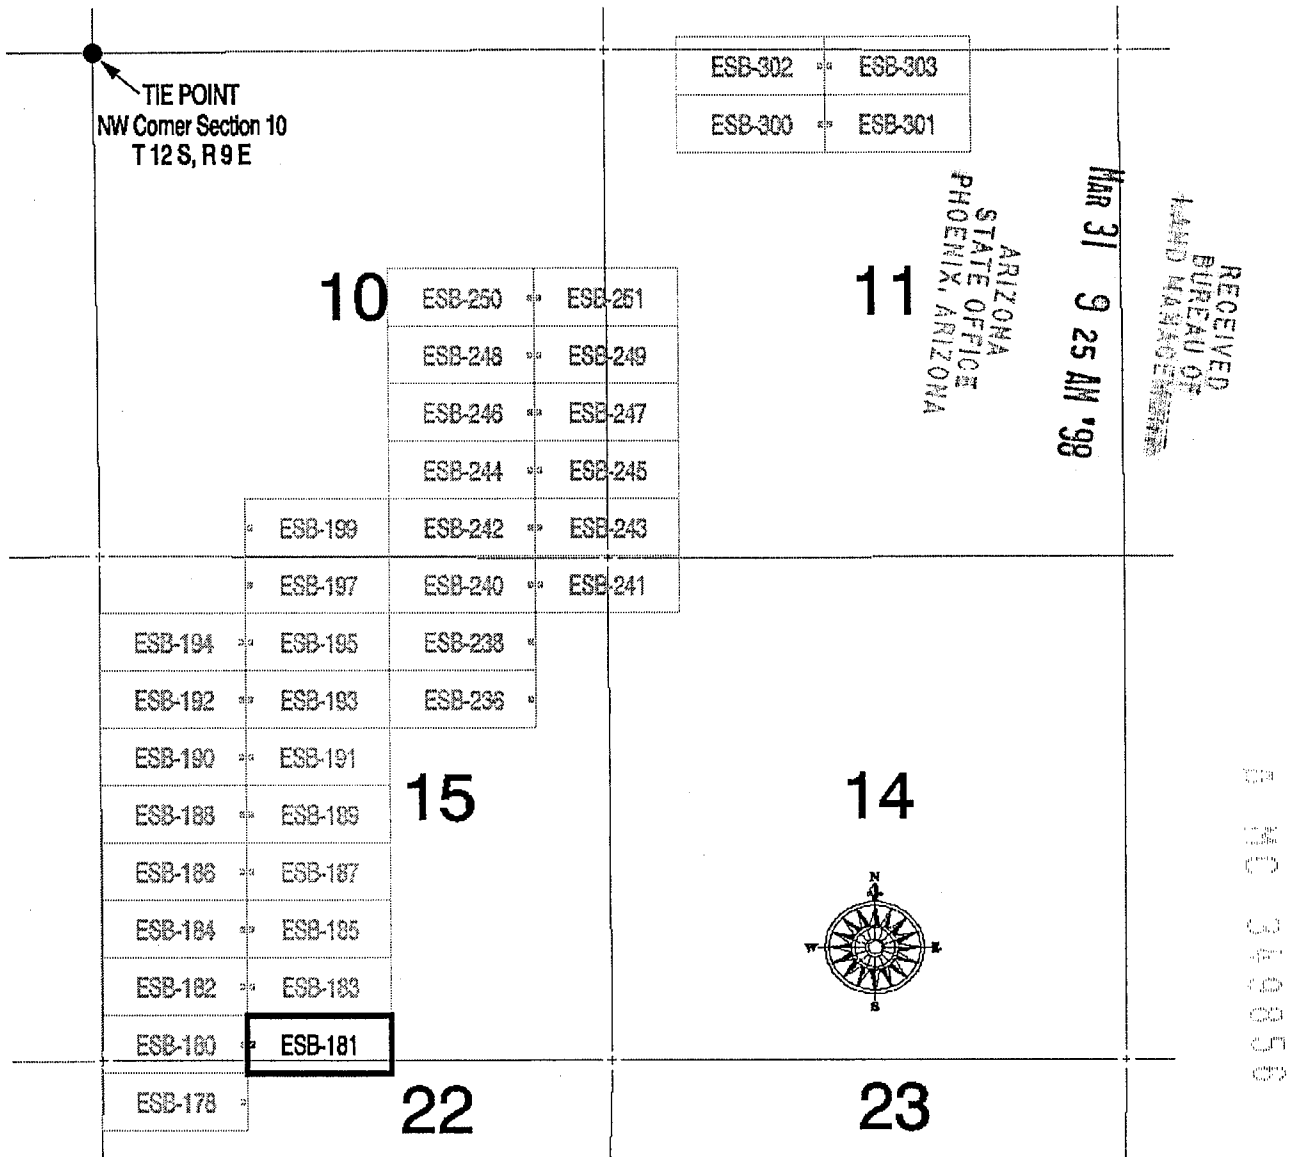 TIE POINT
NW Corner Section 10
T 12 S, R 9 E
ESB-302 ESB-303
ESB-300 ESB-301
10
11
ARIZONA
STATE OFFICE
PHOENIX, ARIZONA
MAR 31 9 25 AM '98
RECEIVED
BUREAU OF
LAND MANAGEMENT
ESB-250 ESB-251
ESB-248 ESB-249
ESB-246 ESB-247
ESB-244 ESB-245
ESB-199 ESB-242 ESB-243
ESB-197 ESB-240 ESB-241
ESB-194 ESB-195 ESB-238
ESB-192 ESB-193 ESB-236
ESB-190 ESB-191
15
14
ESB-188 ESB-189
ESB-186 ESB-187
ESB-184 ESB-185
ESB-182 ESB-183
ESB-180 ESB-181
ESB-178
22
23
N
W E
S
A MC 349856